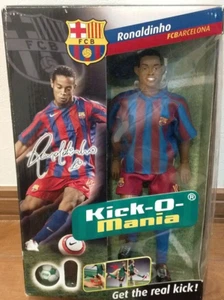 FCB
Ronaldinho
FCBARCELONA
Kick-O-
Mania®
Get the real kick!